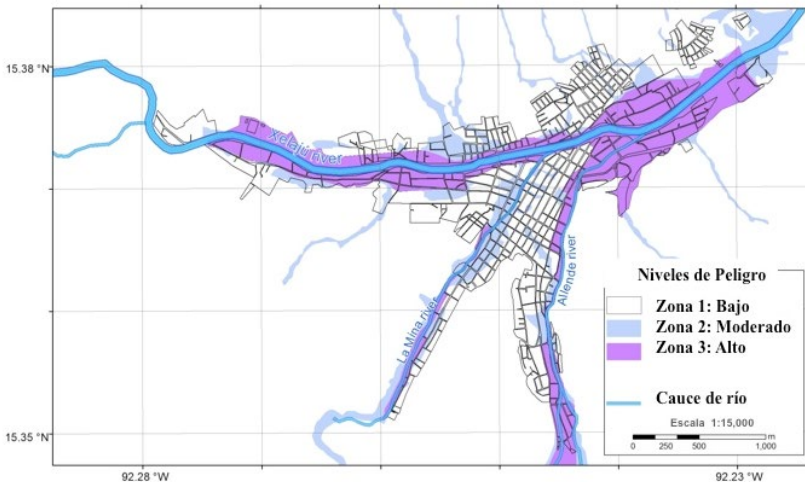 15.38 °N
Xelajú river
La Mina river
Allende river
Niveles de Peligro
Zona 1: Bajo
Zona 2: Moderado
Zona 3: Alto
Cauce de río
Escala 1:15,000
0 250 500 1,000
m
15.35 °N
92.28 °W
92.23 °W